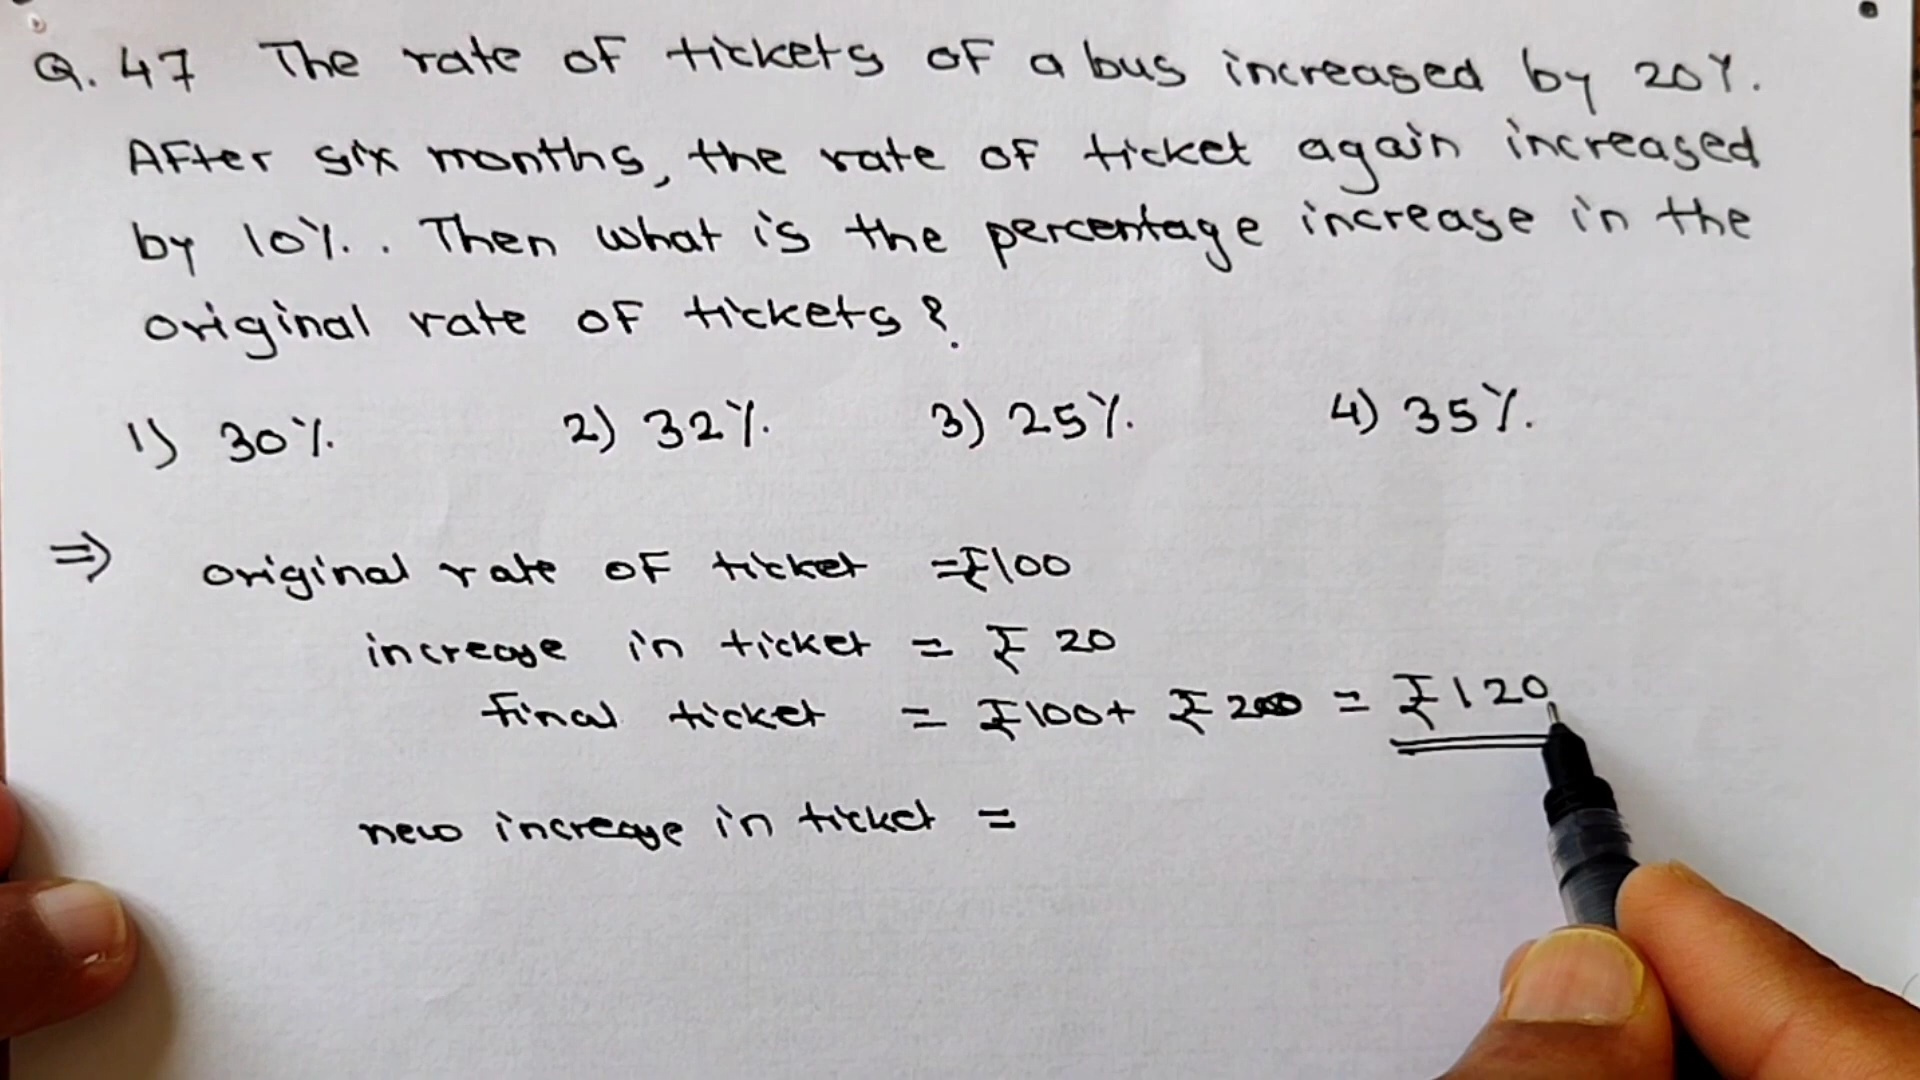 Q. 47 The rate of tickets of a bus increased by 20%.
After six months, the rate of ticket again increased
by 10%. . Then what is the percentage increase in the
original rate of tickets?
1) 30% 2) 32% 3) 25% 4) 35%
⇒ original rate of ticket = ₹100
increase in ticket = ₹ 20
final ticket = ₹100 + ₹20 = ₹120
new increase in ticket =